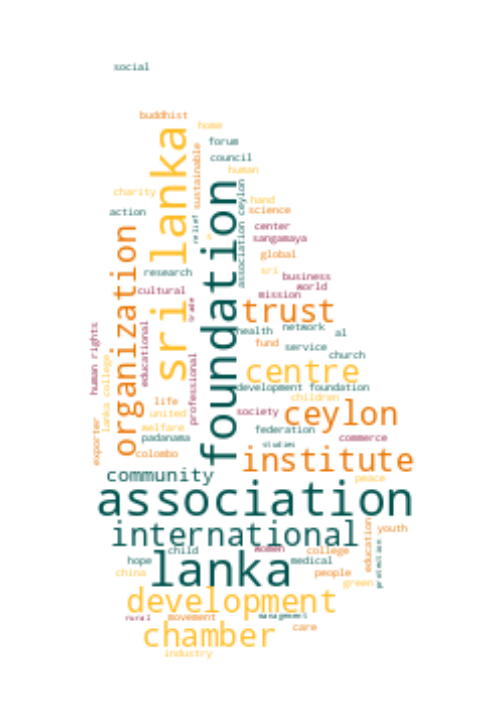 social
buddhist
home
sri lanka
forum
sustainable
council
human
foundation
association ceylon
charity
hand
action
science
relief
center
organization
sangamaya
global
research
sri
business
cultural
world
mission
trade
trust
human rights
educational
health
network
al
fund
service
professional
church
lanka college
centre
development foundation
children
life
united
society
ceylon
exporter
welfare
federation
padanama
commerce
studies
colombo
institute
community
peace
association
international
education
youth
protection
child
women
college
hope
medical
lanka
china
people
green
development
rural
movement
management
care
chamber
industry